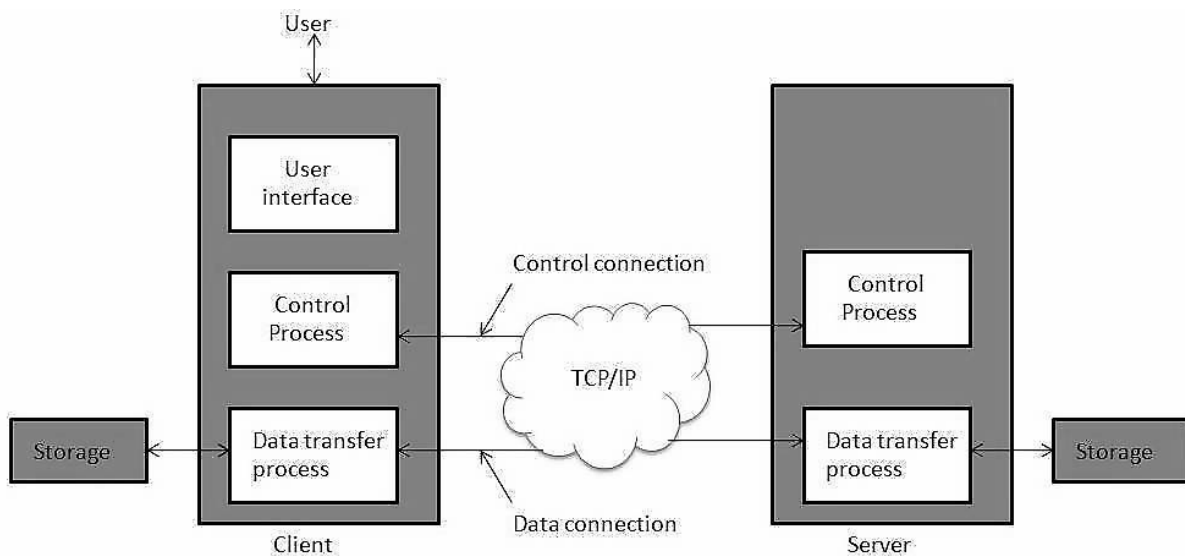 User
User
interface
Control connection
Control
Process
Control
Process
TCP/IP
Storage
Data transfer
process
Data transfer
process
Storage
Data connection
Client
Server